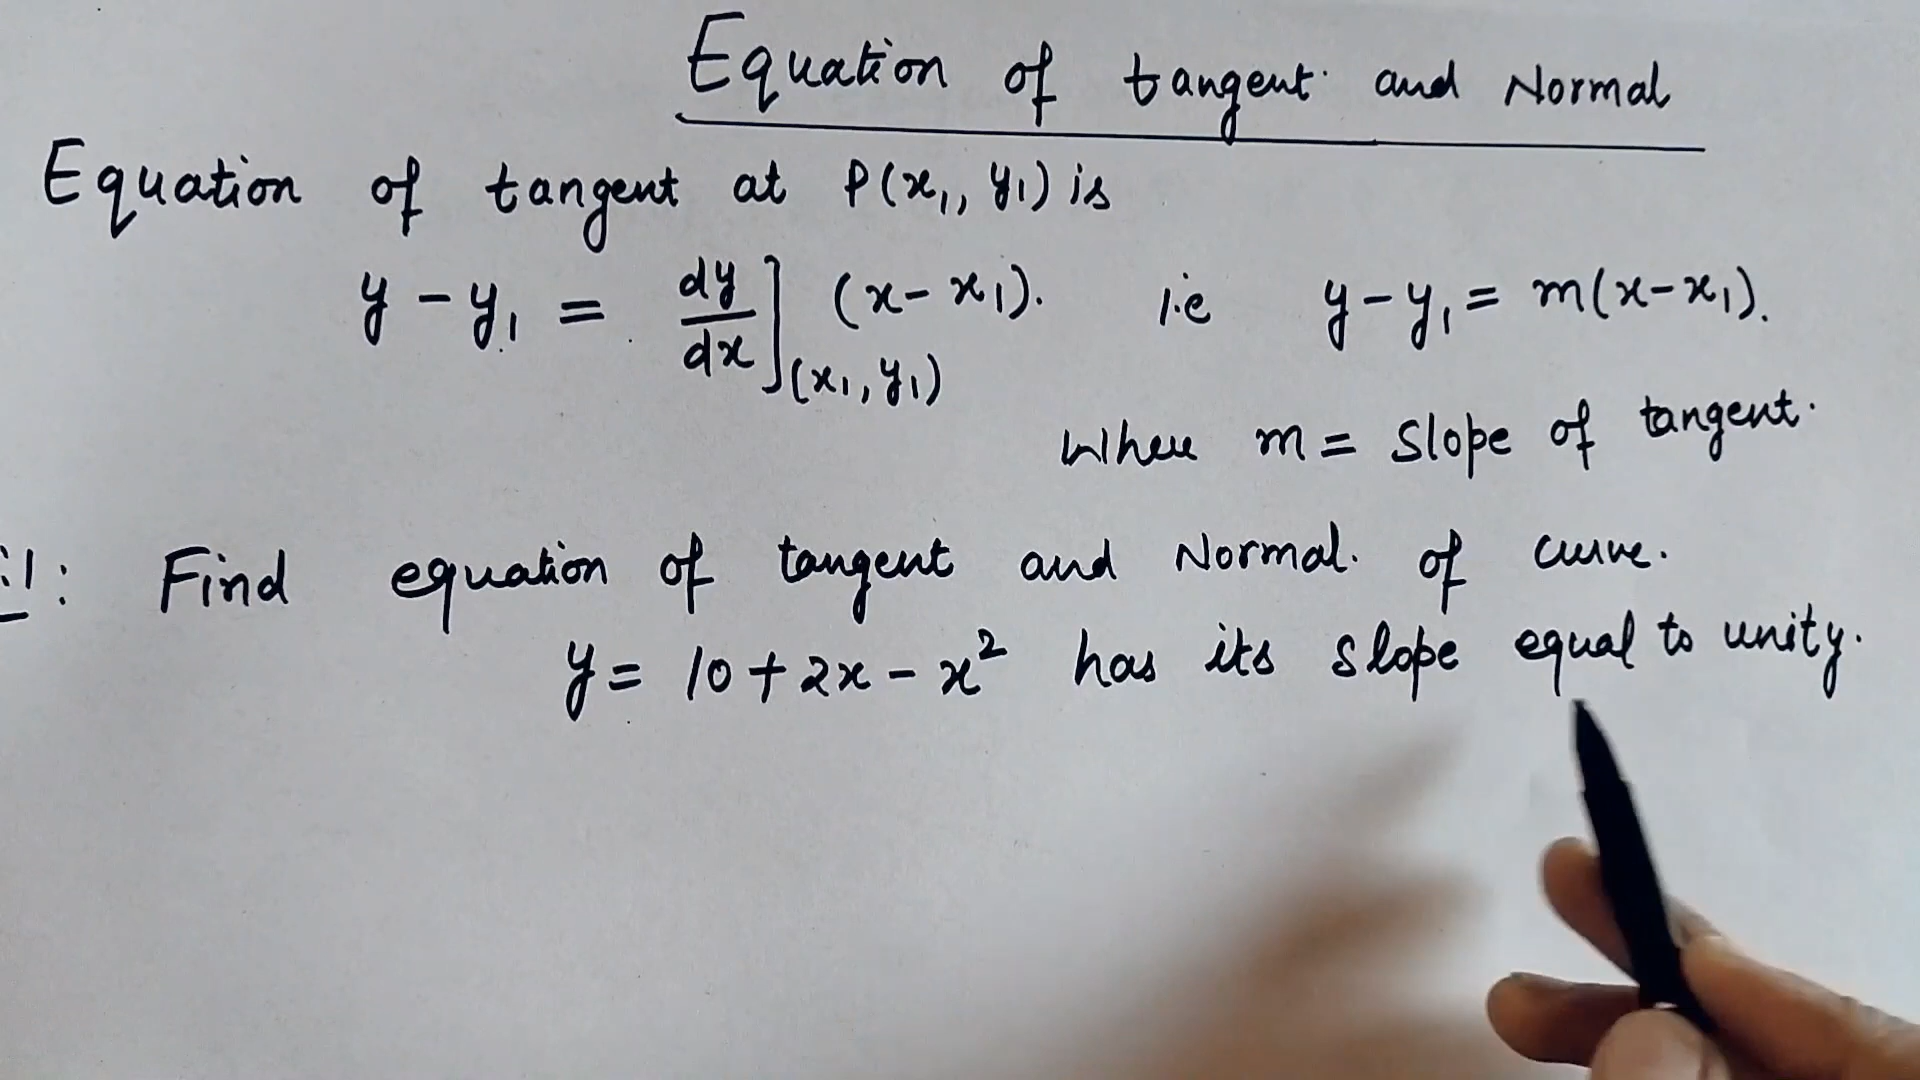 Equation of tangent and Normal
Equation of tangent at P(x₁, y₁) is
y - y₁ = dy/dx](x₁, y₁) (x - x₁). i.e y - y₁ = m(x - x₁).
Where m = Slope of tangent.
:1: Find equation of tangent and Normal. of curve.
y = 10 + 2x - x² has its slope equal to unity.